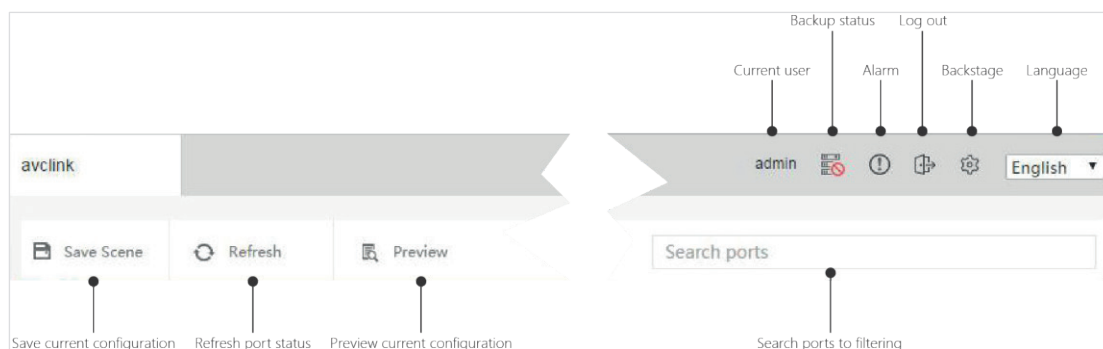 Backup status Log out
Current user Alarm Backstage Language
avclink admin English
Save Scene Refresh Preview Search ports
Save current configuration Refresh port status Preview current configuration Search ports to filtering